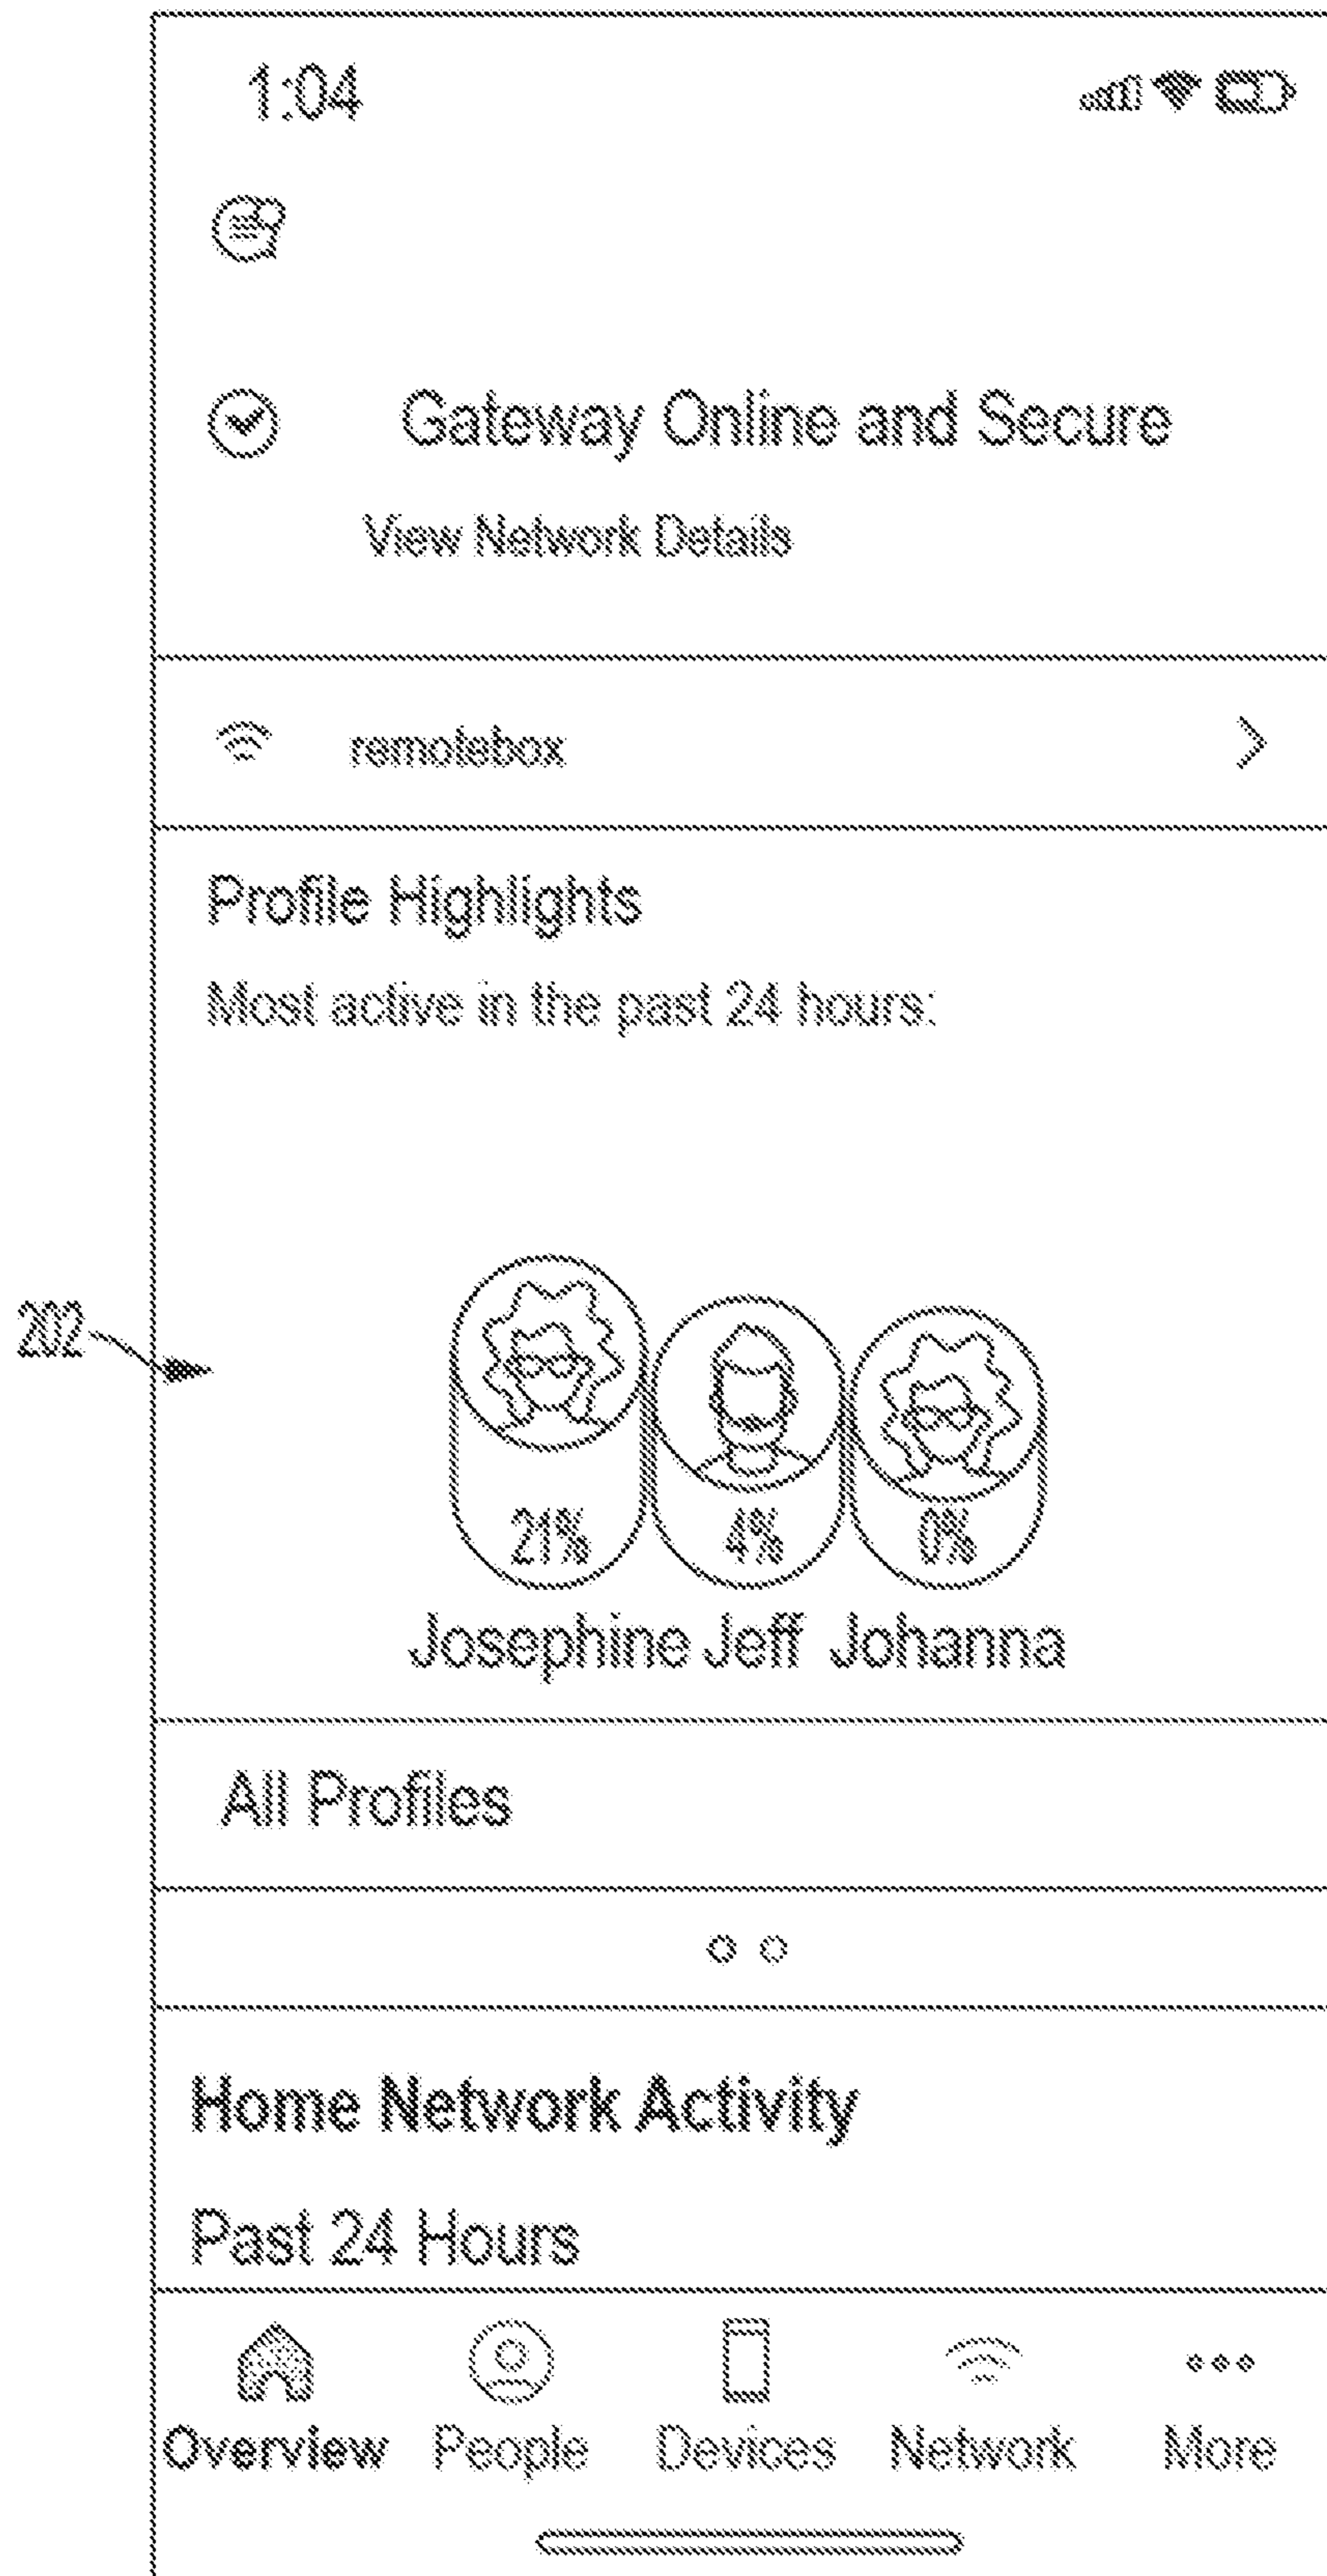 1:04
Gateway Online and Secure
View Network Details
remotebox
Profile Highlights
Most active in the past 24 hours:
202
21% 4% 0%
Josephine Jeff Johanna
All Profiles
Home Network Activity
Past 24 Hours
Overview People Devices Network More